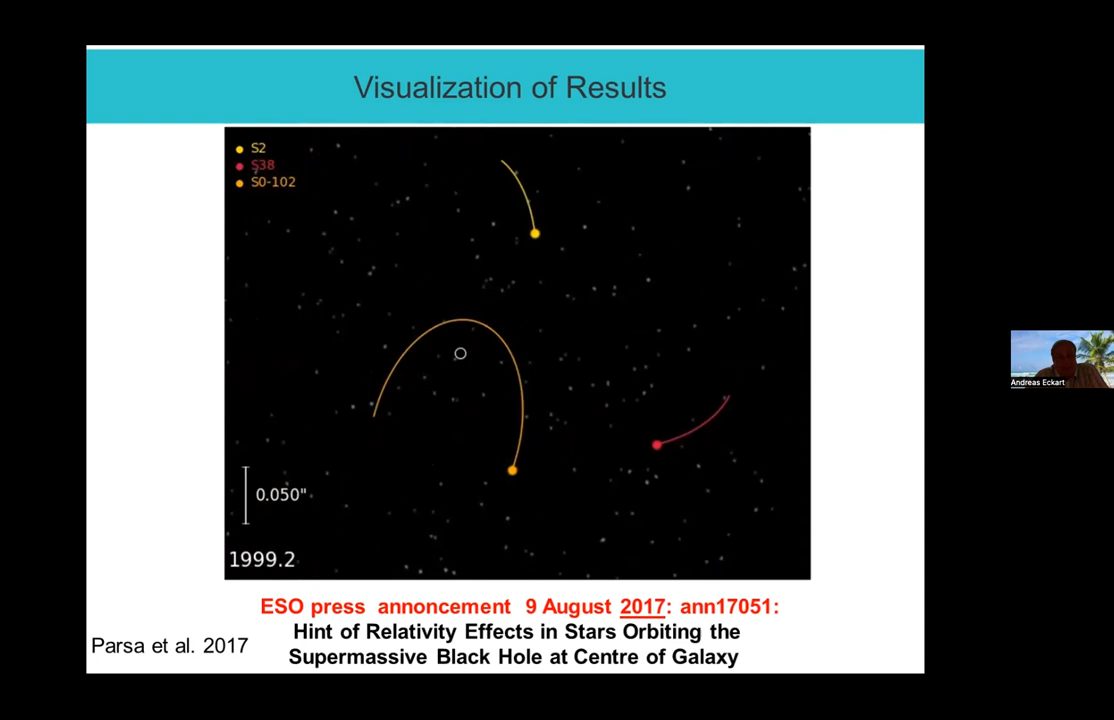 Visualization of Results
S2
S38
S0-102
0.050"
1999.2
ESO press annoncement 9 August 2017: ann17051:
Hint of Relativity Effects in Stars Orbiting the
Supermassive Black Hole at Centre of Galaxy
Parsa et al. 2017
Andreas Eckart